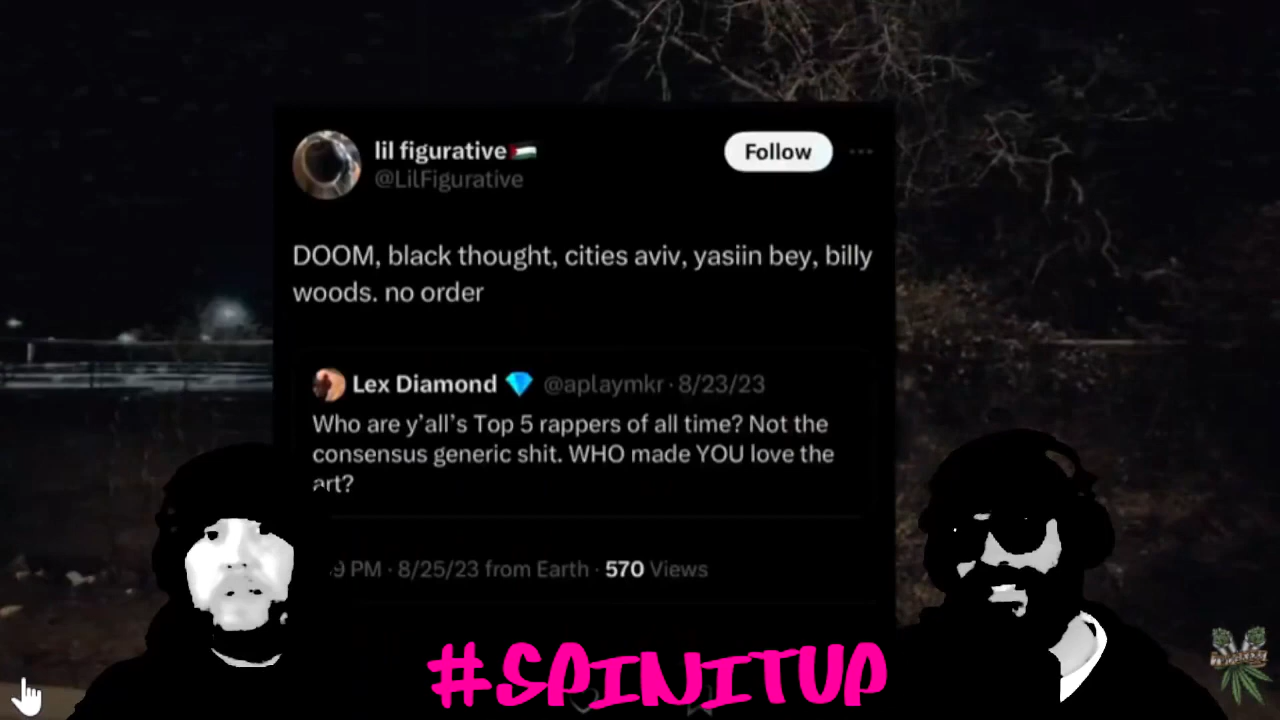 lil figurative🇵🇸
Follow
@LilFigurative
DOOM, black thought, cities aviv, yasiin bey, billy
woods. no order
Lex Diamond 💎 @aplaymkr · 8/23/23
Who are y'all's Top 5 rappers of all time? Not the
consensus generic shit. WHO made YOU love the
art?
9 PM · 8/25/23 from Earth · 570 Views
#SPINITUP